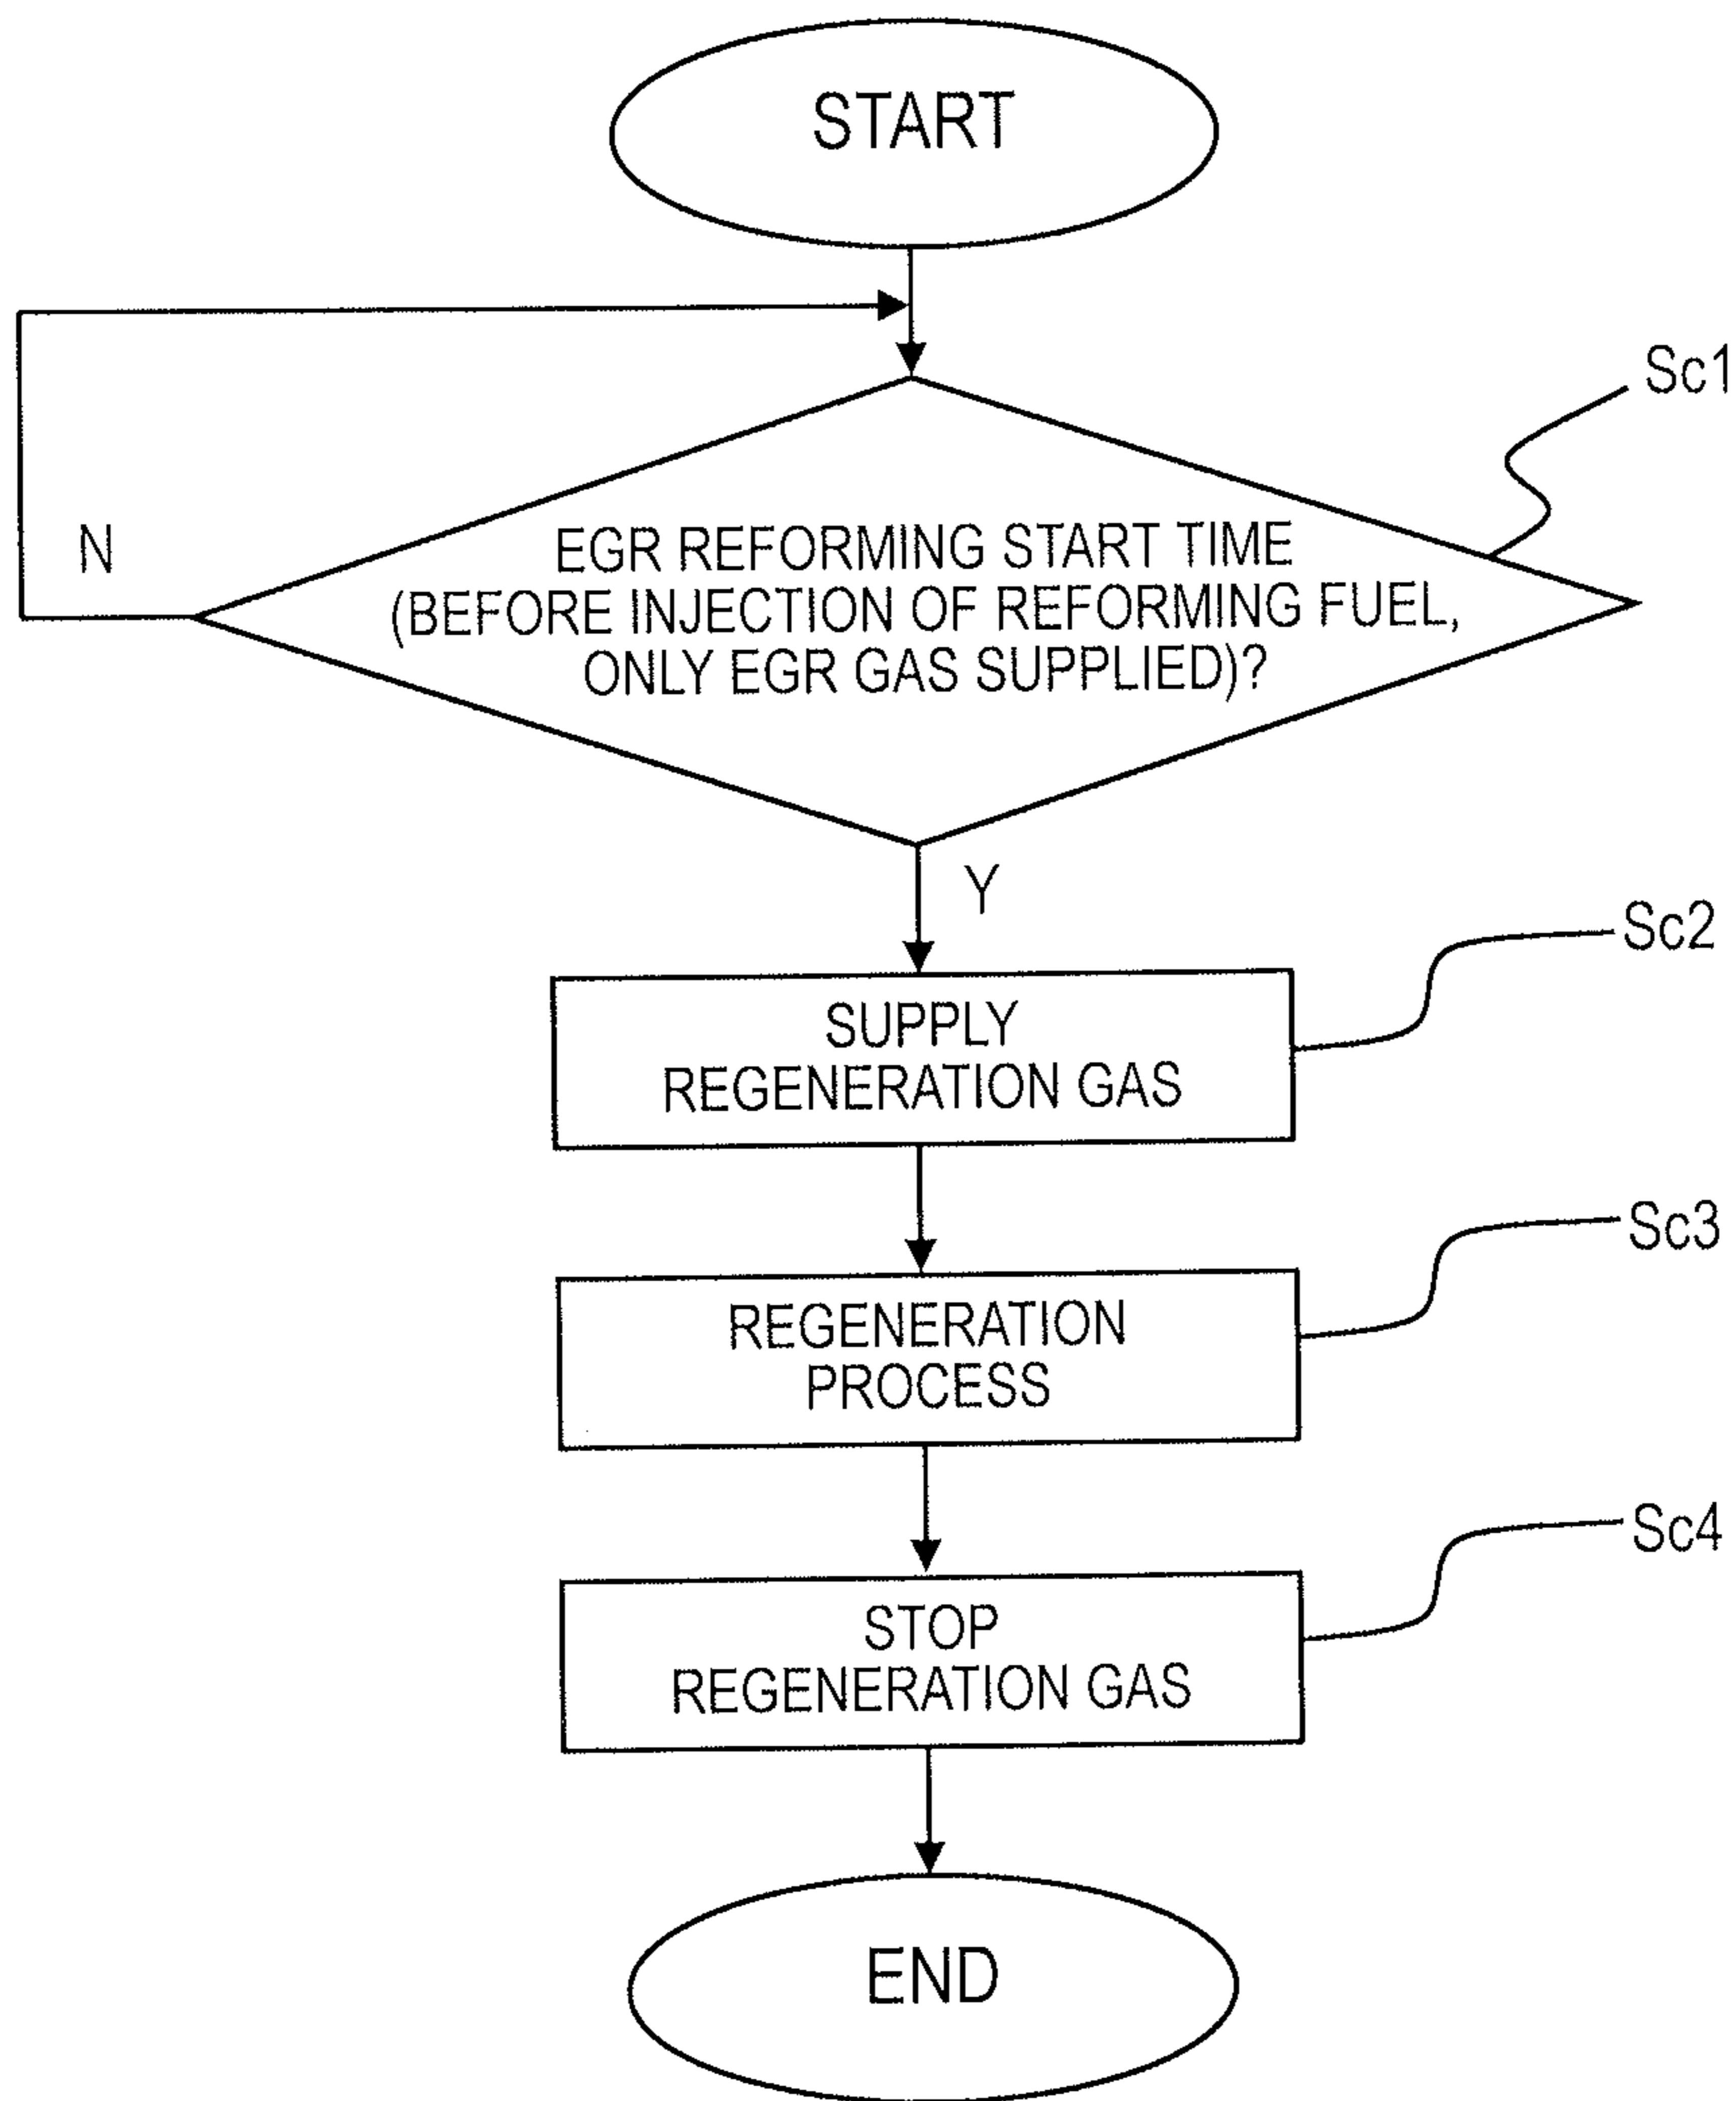 START
Sc1
N
EGR REFORMING START TIME
(BEFORE INJECTION OF REFORMING FUEL,
ONLY EGR GAS SUPPLIED)?
Y
Sc2
SUPPLY
REGENERATION GAS
Sc3
REGENERATION
PROCESS
Sc4
STOP
REGENERATION GAS
END